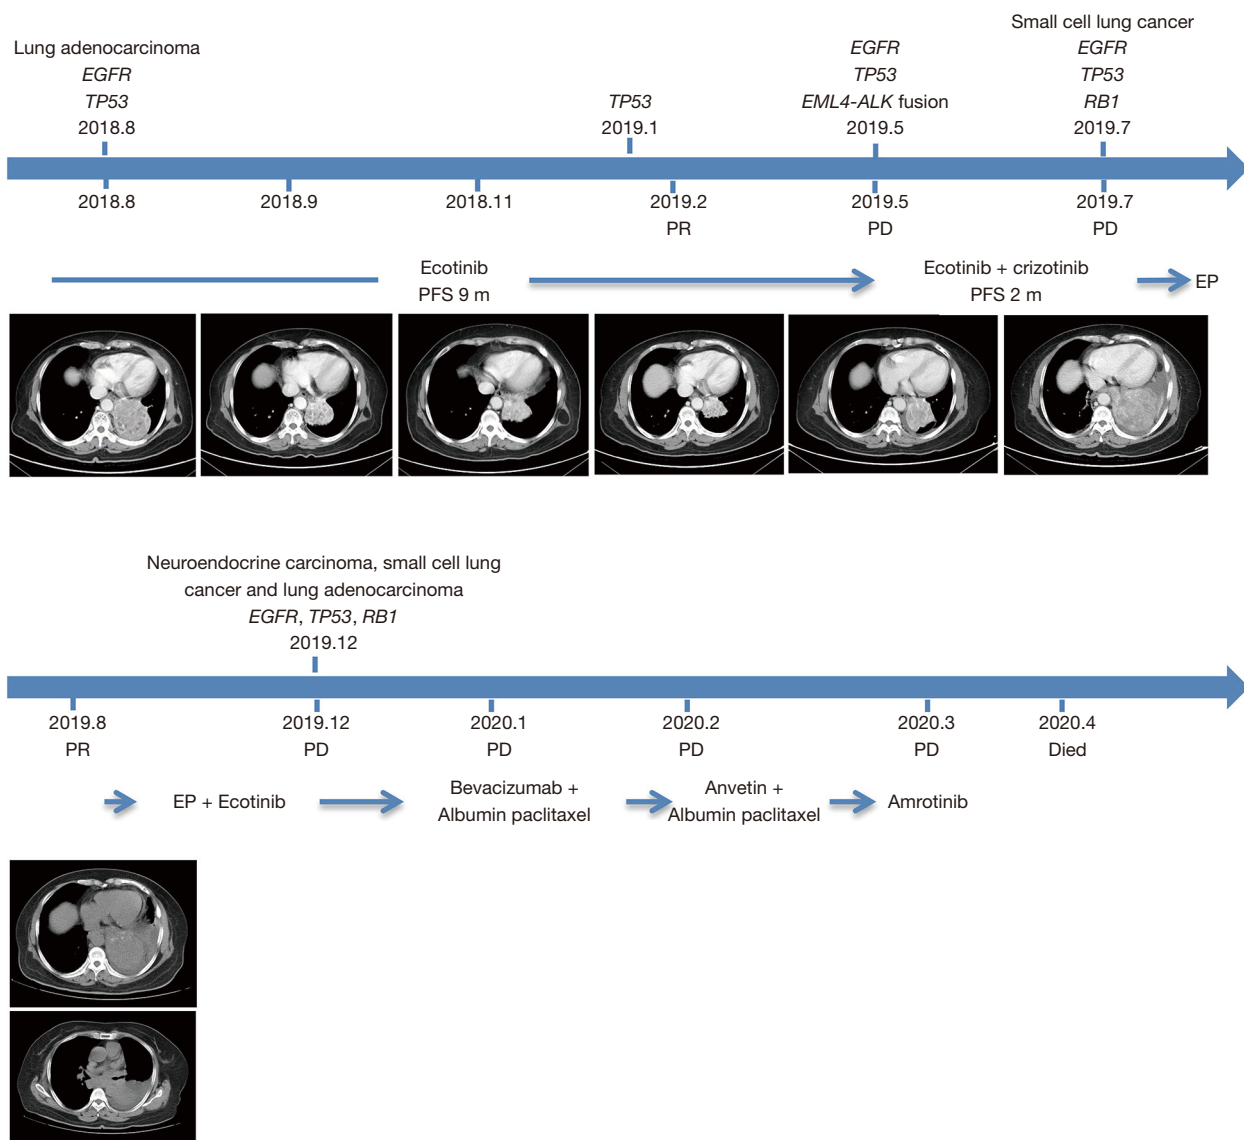 Lung adenocarcinoma
EGFR
TP53
2018.8
TP53
2019.1
EGFR
TP53
EML4-ALK fusion
2019.5
Small cell lung cancer
EGFR
TP53
RB1
2019.7
2018.8
2018.9
2018.11
2019.2
PR
2019.5
PD
2019.7
PD
Ecotinib
PFS 9 m
Ecotinib + crizotinib
PFS 2 m
EP
Neuroendocrine carcinoma, small cell lung
cancer and lung adenocarcinoma
EGFR, TP53, RB1
2019.12
2019.8
PR
2019.12
PD
2020.1
PD
2020.2
PD
2020.3
PD
2020.4
Died
EP + Ecotinib
Bevacizumab +
Albumin paclitaxel
Anvetin +
Albumin paclitaxel
Amrotinib